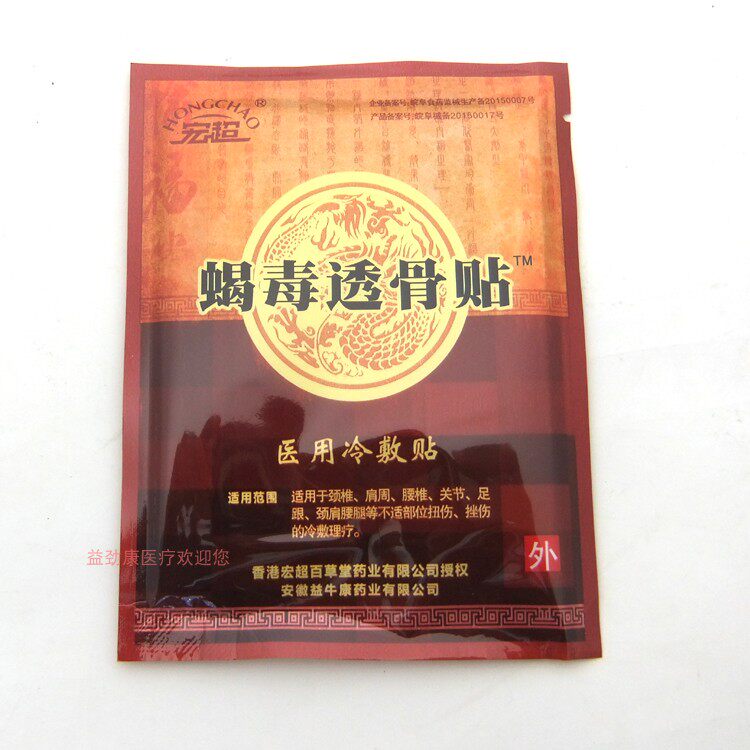 HONGCHAO®
宏超
企业备案号:皖阜食药监械生产备20150007号
产品备案号:皖阜械备20150017号
蝎毒透骨贴™
医用冷敷贴
适用范围 适用于颈椎、肩周、腰椎、关节、足
跟、颈肩腰腿等不适部位扭伤、挫伤
的冷敷理疗。
益劲康医疗欢迎您
外
香港宏超百草堂药业有限公司授权
安徽益牛康药业有限公司